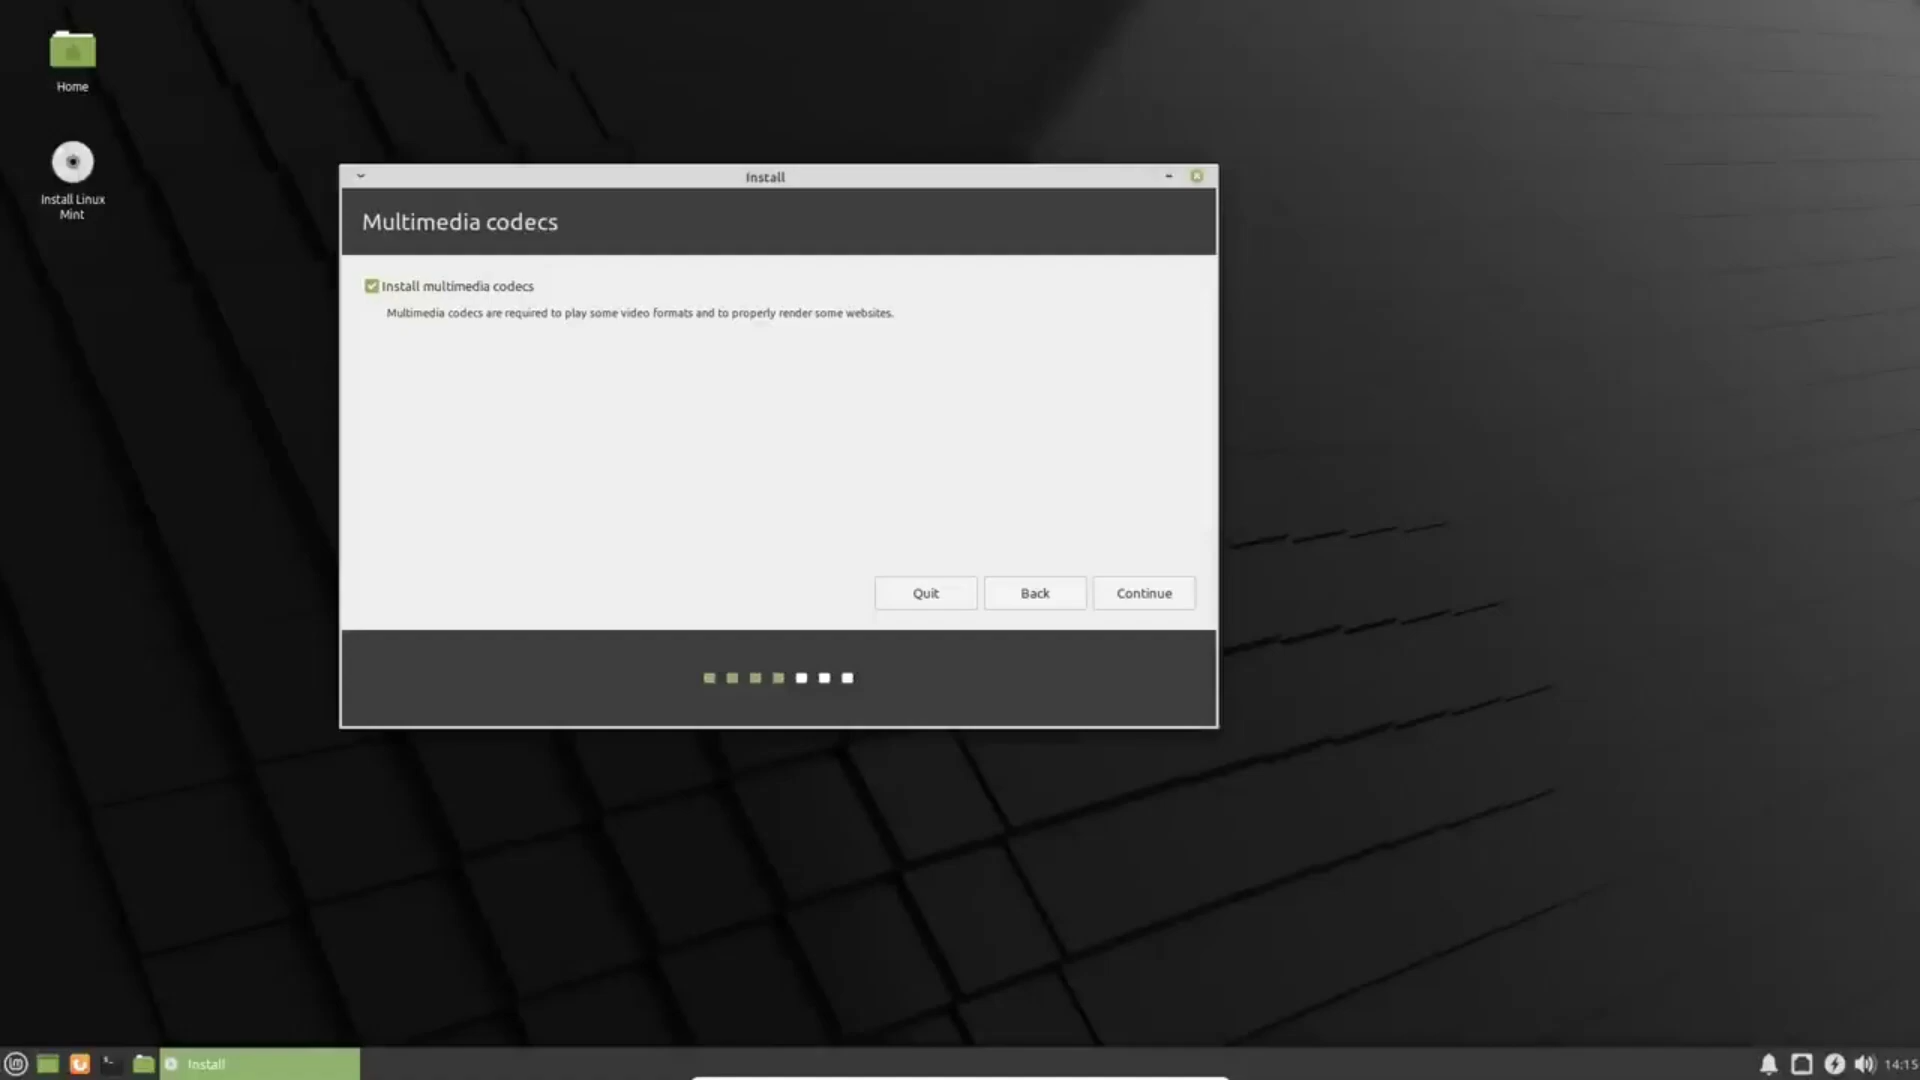 Home
Install Linux
Mint
Install
Multimedia codecs
Install multimedia codecs
Multimedia codecs are required to play some video formats and to properly render some websites.
Quit
Back
Continue
Install
14:15